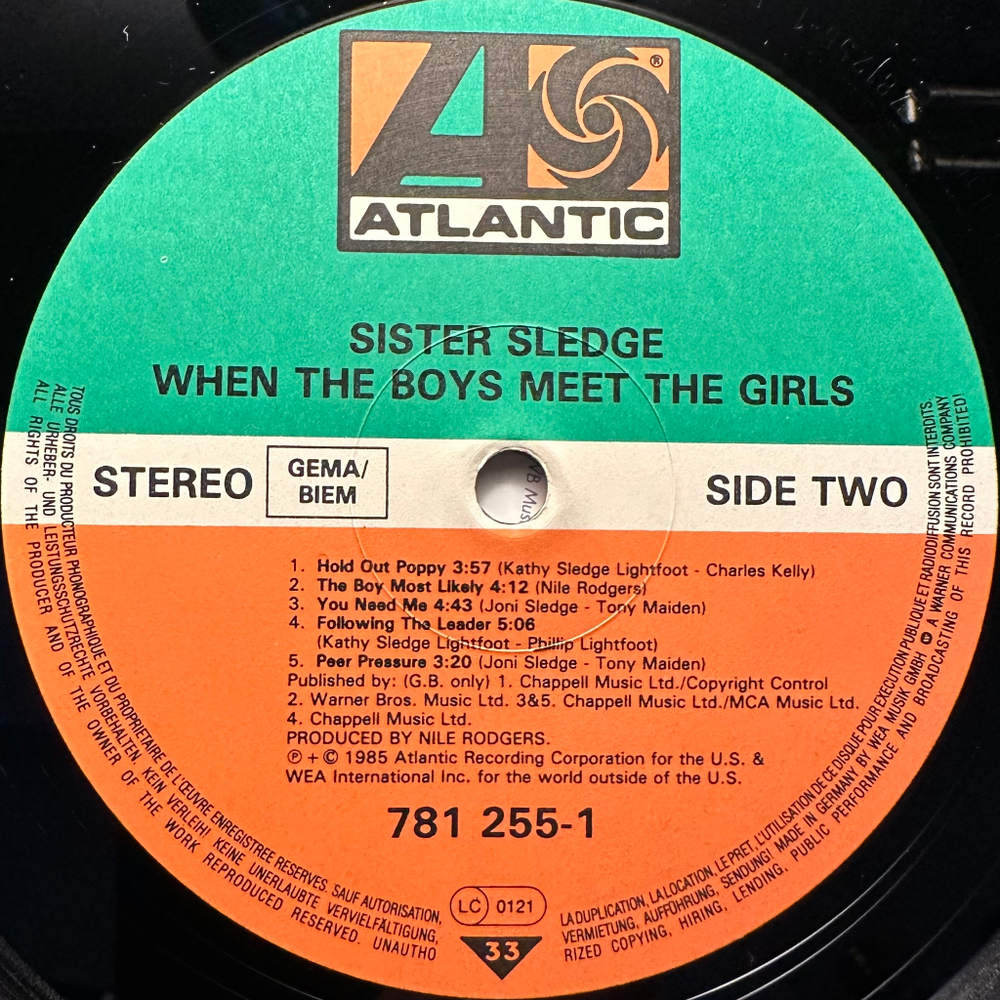 ®
ATLANTIC
SISTER SLEDGE
WHEN THE BOYS MEET THE GIRLS
STEREO
GEMA/
BIEM
SIDE TWO
1. Hold Out Poppy 3:57 (Kathy Sledge Lightfoot - Charles Kelly)
2. The Boy Most Likely 4:12 (Nile Rodgers)
3. You Need Me 4:43 (Joni Sledge - Tony Maiden)
4. Following The Leader 5:06
(Kathy Sledge Lightfoot - Phillip Lightfoot)
5. Peer Pressure 3:20 (Joni Sledge - Tony Maiden)
Published by: (G.B. only) 1. Chappell Music Ltd./Copyright Control
2. Warner Bros. Music Ltd. 3&5. Chappell Music Ltd./MCA Music Ltd.
4. Chappell Music Ltd.
PRODUCED BY NILE RODGERS.
℗ + © 1985 Atlantic Recording Corporation for the U.S. &
WEA International Inc. for the world outside of the U.S.
781 255-1
LC 0121
33
TOUS DROITS DU PRODUCTEUR PHONOGRAPHIQUE ET DU PROPRIETAIRE DE L'ŒUVRE ENREGISTREE RESERVES. SAUF AUTORISATION,
LA DUPLICATION, LA LOCATION, LE PRET, L'UTILISATION DE CE DISQUE POUR EXECUTION PUBLIQUE ET RADIODIFFUSION SONT INTERDITS.
ALLE URHEBER- UND LEISTUNGSSCHUTZRECHTE VORBEHALTEN. KEIN VERLEIH! KEINE UNERLAUBTE VERVIELFÄLTIGUNG,
VERMIETUNG, AUFFÜHRUNG, SENDUNG! MADE IN GERMANY BY WEA MUSIK GMBH A WARNER COMMUNICATIONS COMPANY
ALL RIGHTS OF THE PRODUCER AND OF THE OWNER OF THE WORK REPRODUCED RESERVED. UNAUTHO
RIZED COPYING, HIRING, LENDING, PUBLIC PERFORMANCE AND BROADCASTING OF THIS RECORD PROHIBITED!